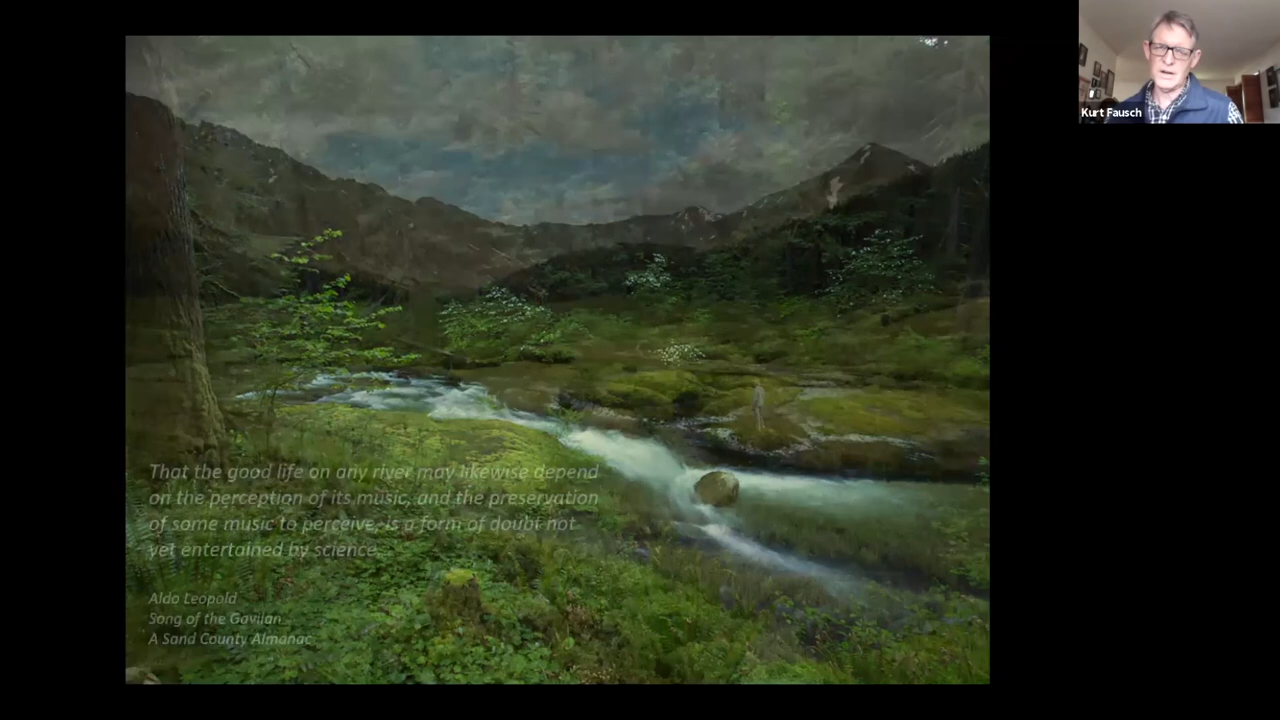 Kurt Fausch
That the good life on any river may likewise depend
on the perception of its music, and the preservation
of some music to perceive, is a form of doubt not
yet entertained by science.
Aldo Leopold
Song of the Gavilan
A Sand County Almanac